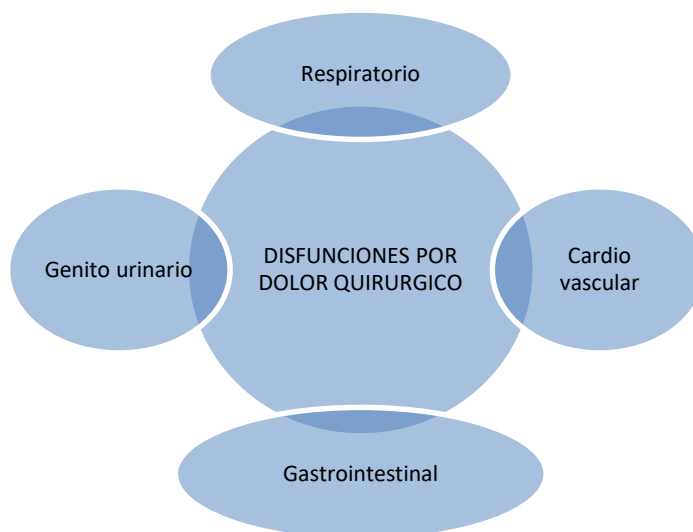 Respiratorio
Genito urinario
DISFUNCIONES POR
DOLOR QUIRURGICO
Cardio
vascular
Gastrointestinal